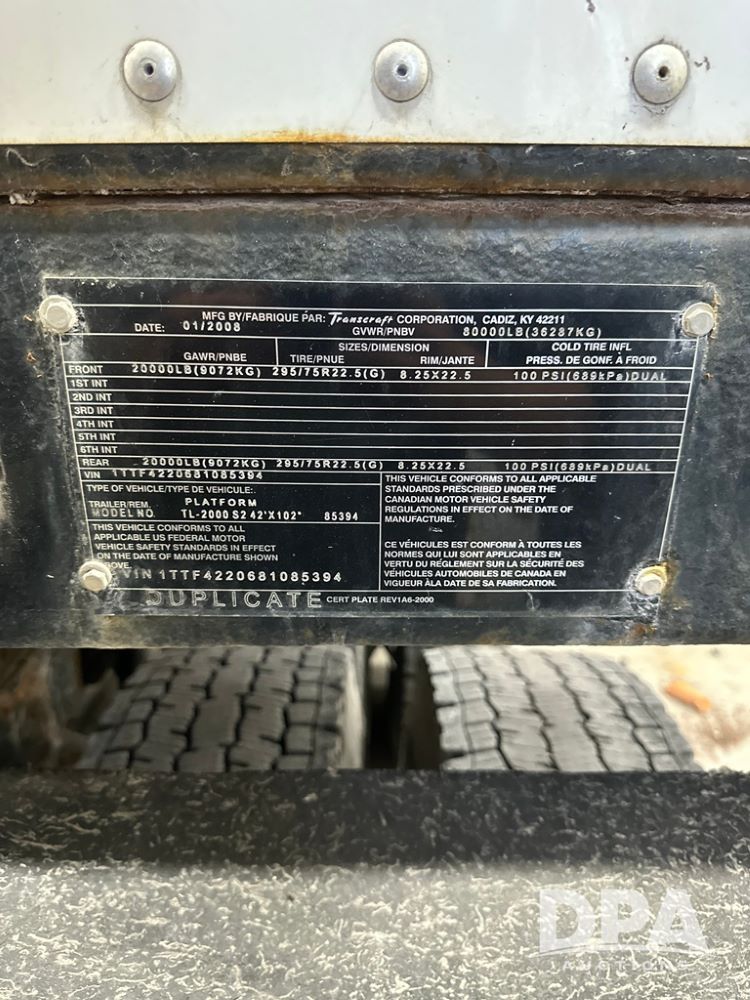 MFG BY/FABRIQUE PAR: Transcraft CORPORATION, CADIZ, KY 42211
DATE: 01/2008 GVWR/PNBV 80000LB(36287KG)
GAWR/PNBE SIZES/DIMENSION COLD TIRE INFL
TIRE/PNUE RIM/JANTE PRESS. DE GONF. À FROID
FRONT 20000LB(9072KG) 295/75R22.5(G) 8.25X22.5 100 PSI(689kPa)DUAL
1ST INT
2ND INT
3RD INT
4TH INT
5TH INT
6TH INT
REAR 20000LB(9072KG) 295/75R22.5(G) 8.25X22.5 100 PSI(689kPa)DUAL
VIN 1TTF4220681085394
TYPE OF VEHICLE/TYPE DE VEHICULE:
TRAILER/REM. PLATFORM
MODEL NO. TL-2000 S2 42'X102" 85394
THIS VEHICLE CONFORMS TO ALL
APPLICABLE US FEDERAL MOTOR
VEHICLE SAFETY STANDARDS IN EFFECT
ON THE DATE OF MANUFACTURE SHOWN
ABOVE.
VIN 1TTF4220681085394
THIS VEHICLE CONFORMS TO ALL APPLICABLE
STANDARDS PRESCRIBED UNDER THE
CANADIAN MOTOR VEHICLE SAFETY
REGULATIONS IN EFFECT ON THE DATE OF
MANUFACTURE.
CE VÉHICULES EST CONFORM À TOUTES LES
NORMES QUI LUI SONT APPLICABLES EN
VERTU DU RÉGLEMENT SUR LA SÉCURITÉ DES
VÉHICULES AUTOMOBILES DE CANADA EN
VIGUEUR ÀLA DATE DE SA FABRICATION.
DUPLICATE CERT PLATE REV1A6-2000
DPA
AUCTIONS